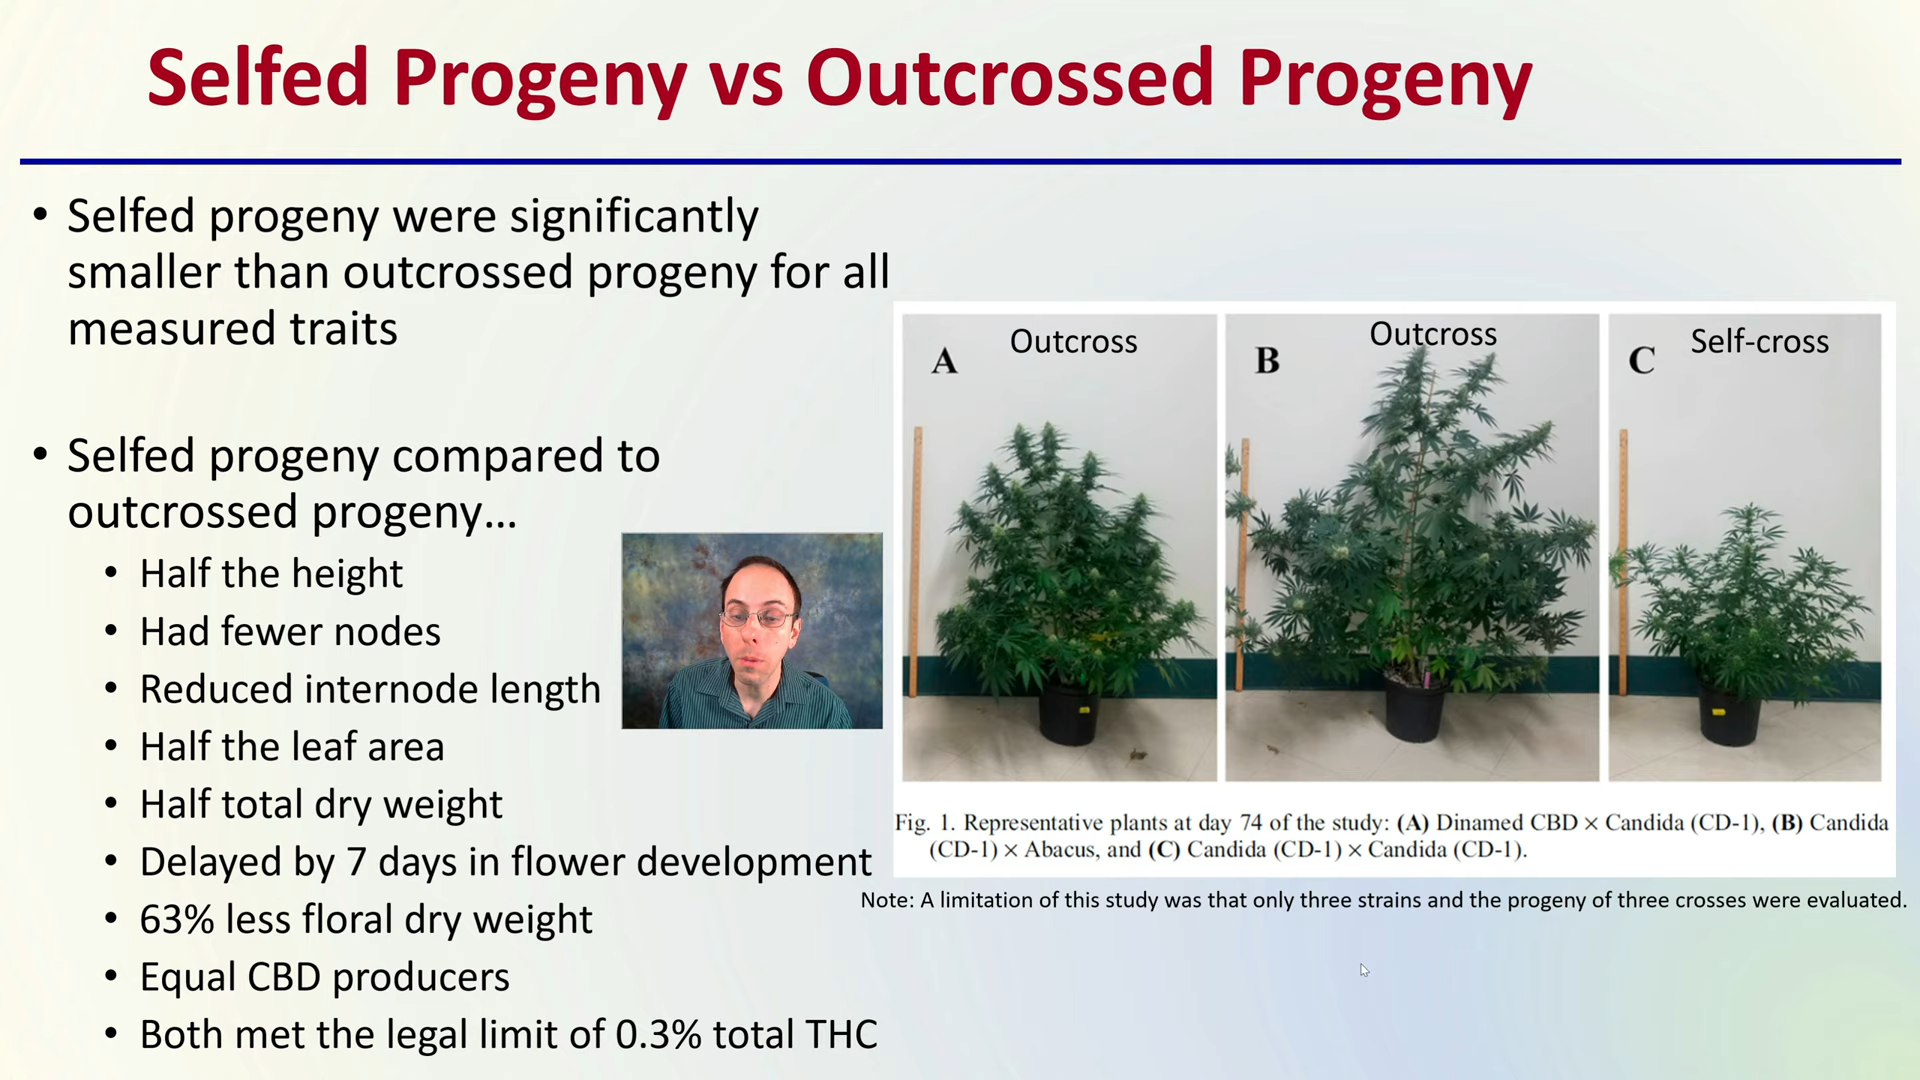 Selfed Progeny vs Outcrossed Progeny
• Selfed progeny were significantly
smaller than outcrossed progeny for all
measured traits
• Selfed progeny compared to
outcrossed progeny...
• Half the height
• Had fewer nodes
• Reduced internode length
• Half the leaf area
• Half total dry weight
• Delayed by 7 days in flower development
• 63% less floral dry weight
• Equal CBD producers
• Both met the legal limit of 0.3% total THC
A Outcross
B Outcross
C Self-cross
Fig. 1. Representative plants at day 74 of the study: (A) Dinamed CBD × Candida (CD-1), (B) Candida
(CD-1) × Abacus, and (C) Candida (CD-1) × Candida (CD-1).
Note: A limitation of this study was that only three strains and the progeny of three crosses were evaluated.